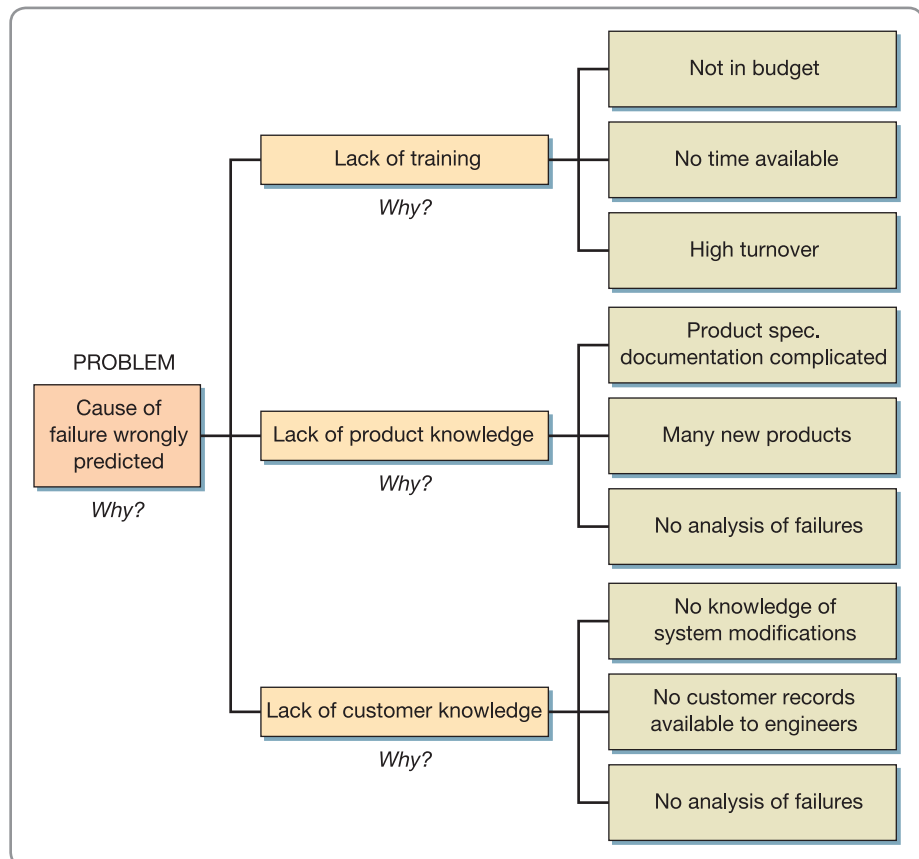 PROBLEM
Cause of
failure wrongly
predicted
Why?
Lack of training
Why?
Not in budget
No time available
High turnover
Lack of product knowledge
Why?
Product spec.
documentation complicated
Many new products
No analysis of failures
Lack of customer knowledge
Why?
No knowledge of
system modifications
No customer records
available to engineers
No analysis of failures